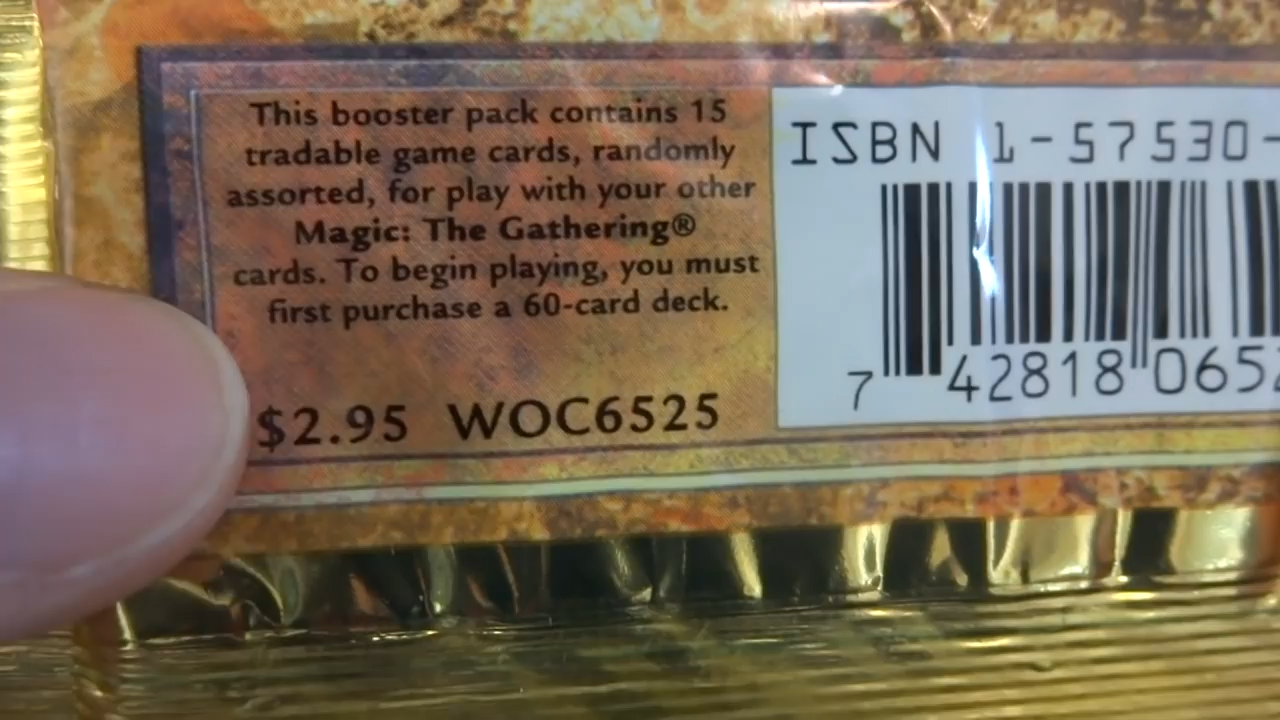 This booster pack contains 15
tradable game cards, randomly
assorted, for play with your other
Magic: The Gathering®
cards. To begin playing, you must
first purchase a 60-card deck.
$2.95 WOC6525
ISBN 1-57530-
7 42818 065